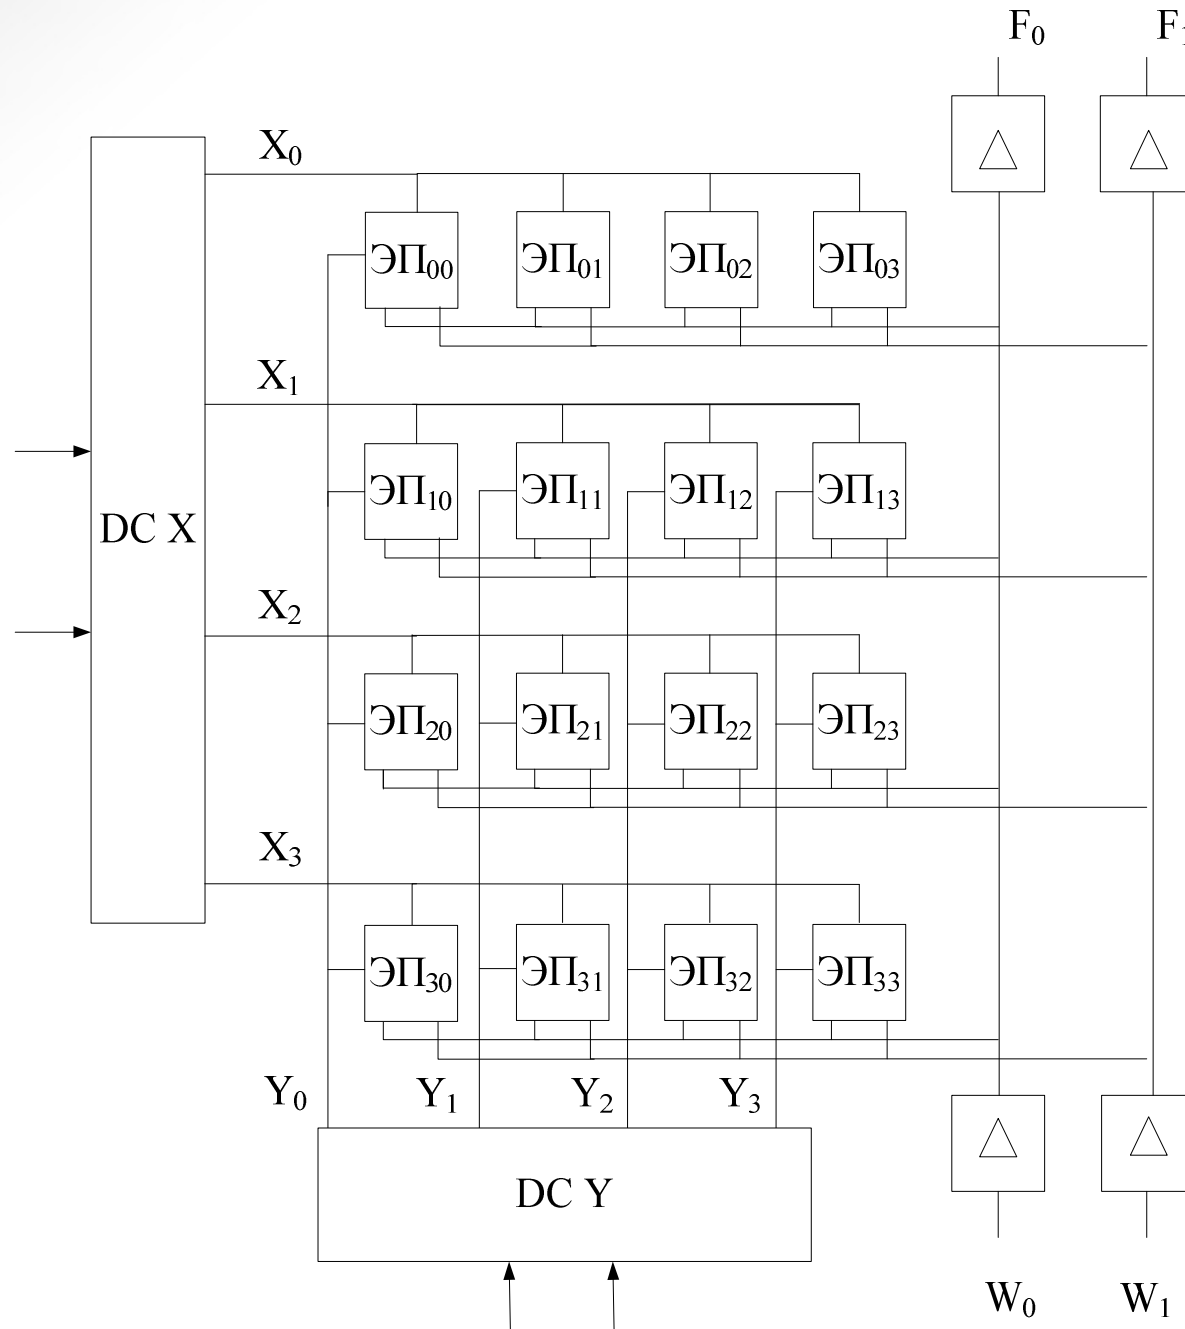 F₀ F₁
X₀
ЭП₀₀ ЭП₀₁ ЭП₀₂ ЭП₀₃
X₁
ЭП₁₀ ЭП₁₁ ЭП₁₂ ЭП₁₃
DC X
X₂
ЭП₂₀ ЭП₂₁ ЭП₂₂ ЭП₂₃
X₃
ЭП₃₀ ЭП₃₁ ЭП₃₂ ЭП₃₃
Y₀ Y₁ Y₂ Y₃
DC Y
W₀ W₁